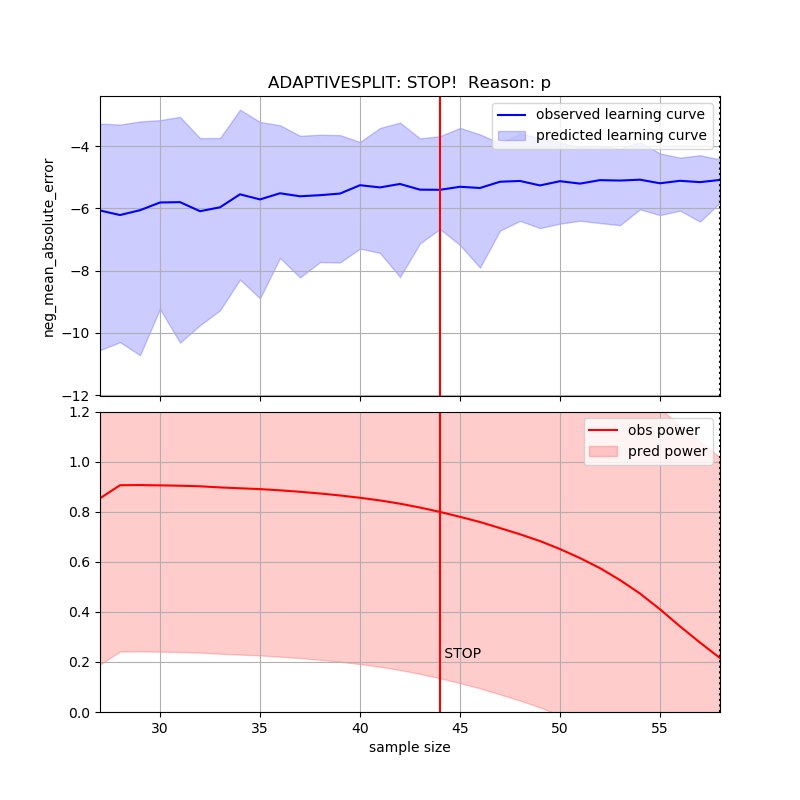 ADAPTIVESPLIT: STOP!  Reason: p
observed learning curve
predicted learning curve
neg_mean_absolute_error
−4
−6
−8
−10
−12
obs power
pred power
1.2
1.0
0.8
0.6
0.4
0.2
0.0
STOP
30
35
40
45
50
55
sample size